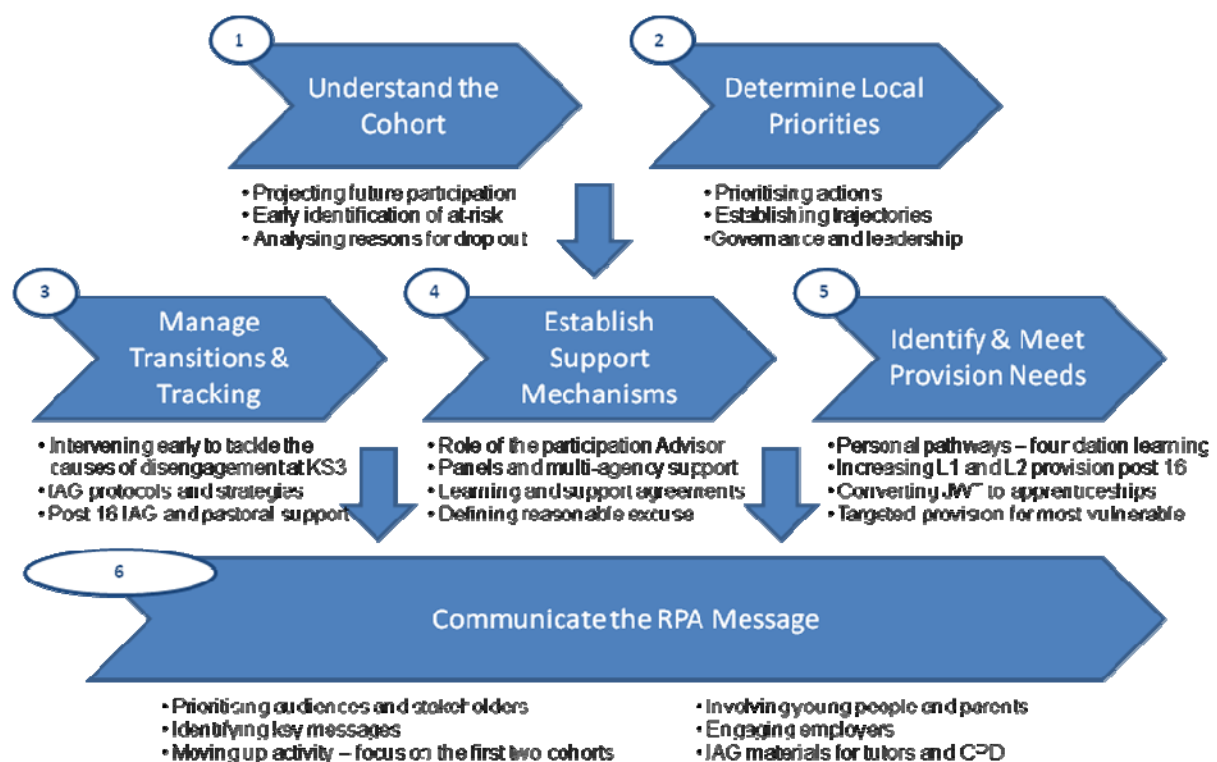 1
Understand the
Cohort
• Projecting future participation
• Early identification of at-risk
• Analysing reasons for drop out
2
Determine Local
Priorities
• Prioritising actions
• Establishing trajectories
• Governance and leadership
3
Manage
Transitions &
Tracking
• Intervening early to tackle the
causes of disengagement at KS3
• IAG protocols and strategies
• Post 16 IAG and pastoral support
4
Establish
Support
Mechanisms
• Role of the participation Advisor
• Panels and multi-agency support
• Learning and support agreements
• Defining reasonable excuse
5
Identify & Meet
Provision Needs
• Personal pathways – foundation learning
• Increasing L1 and L2 provision post 16
• Converting JWT to apprenticeships
• Targeted provision for most vulnerable
6
Communicate the RPA Message
• Prioritising audiences and stakeholders
• Identifying key messages
• Moving up activity – focus on the first two cohorts
• Involving young people and parents
• Engaging employers
• IAG materials for tutors and CPD